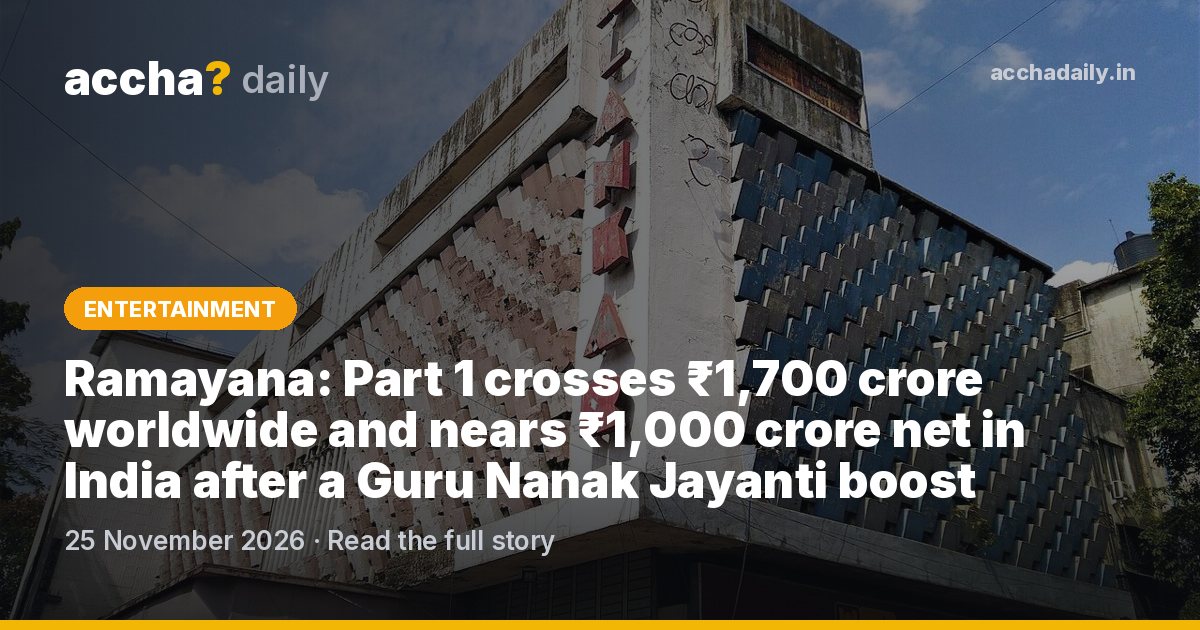 accha? daily
acchadaily.in
ENTERTAINMENT
Ramayana: Part 1 crosses ₹1,700 crore
worldwide and nears ₹1,000 crore net in
India after a Guru Nanak Jayanti boost
25 November 2026 · Read the full story